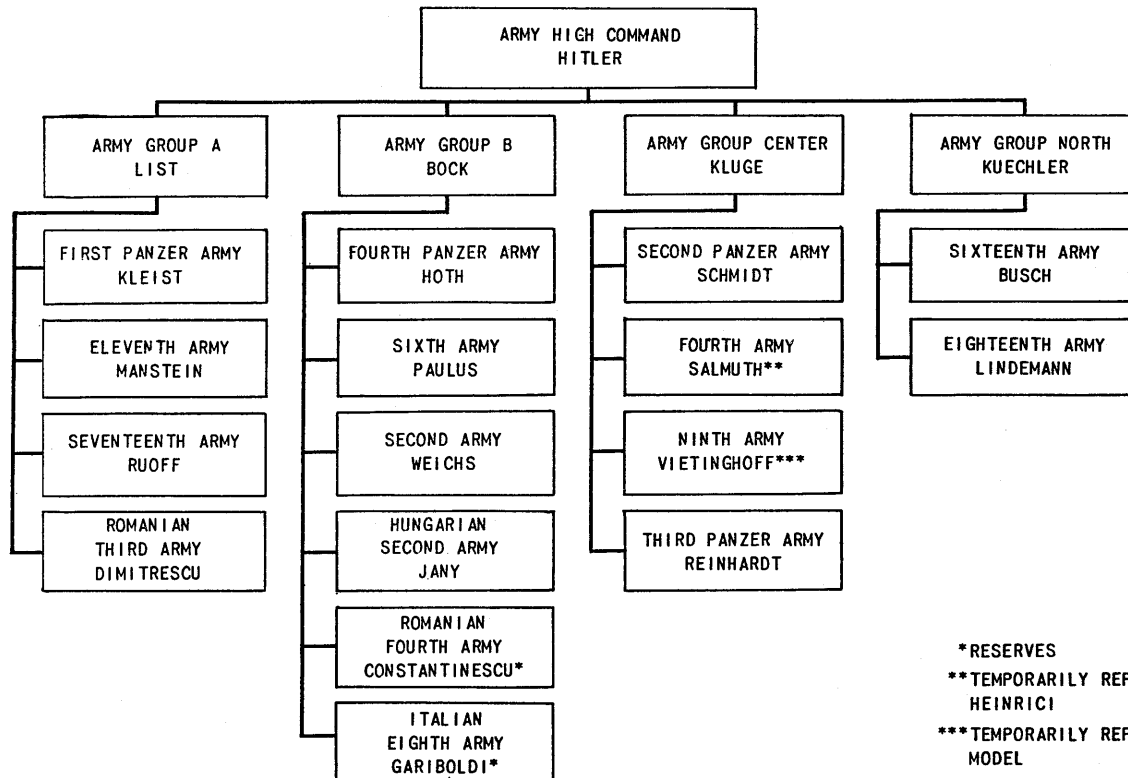 ARMY HIGH COMMAND
HITLER
ARMY GROUP A
LIST
ARMY GROUP B
BOCK
ARMY GROUP CENTER
KLUGE
ARMY GROUP NORTH
KUECHLER
FIRST PANZER ARMY
KLEIST
ELEVENTH ARMY
MANSTEIN
SEVENTEENTH ARMY
RUOFF
ROMANIAN
THIRD ARMY
DIMITRESCU
FOURTH PANZER ARMY
HOTH
SIXTH ARMY
PAULUS
SECOND ARMY
WEICHS
HUNGARIAN
SECOND ARMY
JANY
ROMANIAN
FOURTH ARMY
CONSTANTINESCU*
ITALIAN
EIGHTH ARMY
GARIBOLDI*
SECOND PANZER ARMY
SCHMIDT
FOURTH ARMY
SALMUTH**
NINTH ARMY
VIETINGHOFF***
THIRD PANZER ARMY
REINHARDT
SIXTEENTH ARMY
BUSCH
EIGHTEENTH ARMY
LINDEMANN
*RESERVES
**TEMPORARILY
HEINRICI
***TEMPORARILY
MODEL